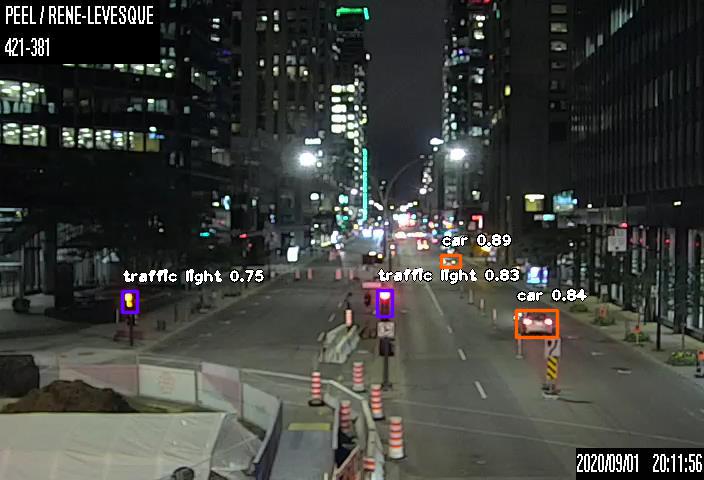 PEEL / RENE-LEVESQUE
421-381
car 0.89
traffic light 0.75
traffic light 0.83
car 0.84
2020/09/01 20:11:56